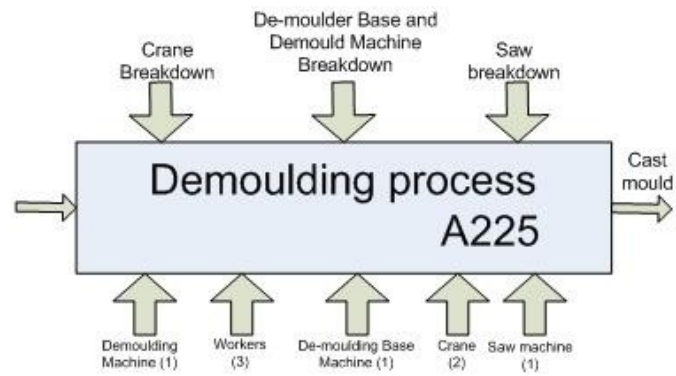 De-moulder Base and
Demould Machine
Breakdown
Crane
Breakdown
Saw
breakdown
Demoulding process
A225
Cast
mould
Demoulding
Machine (1)
Workers
(3)
De-moulding Base
Machine (1)
Crane
(2)
Saw machine
(1)